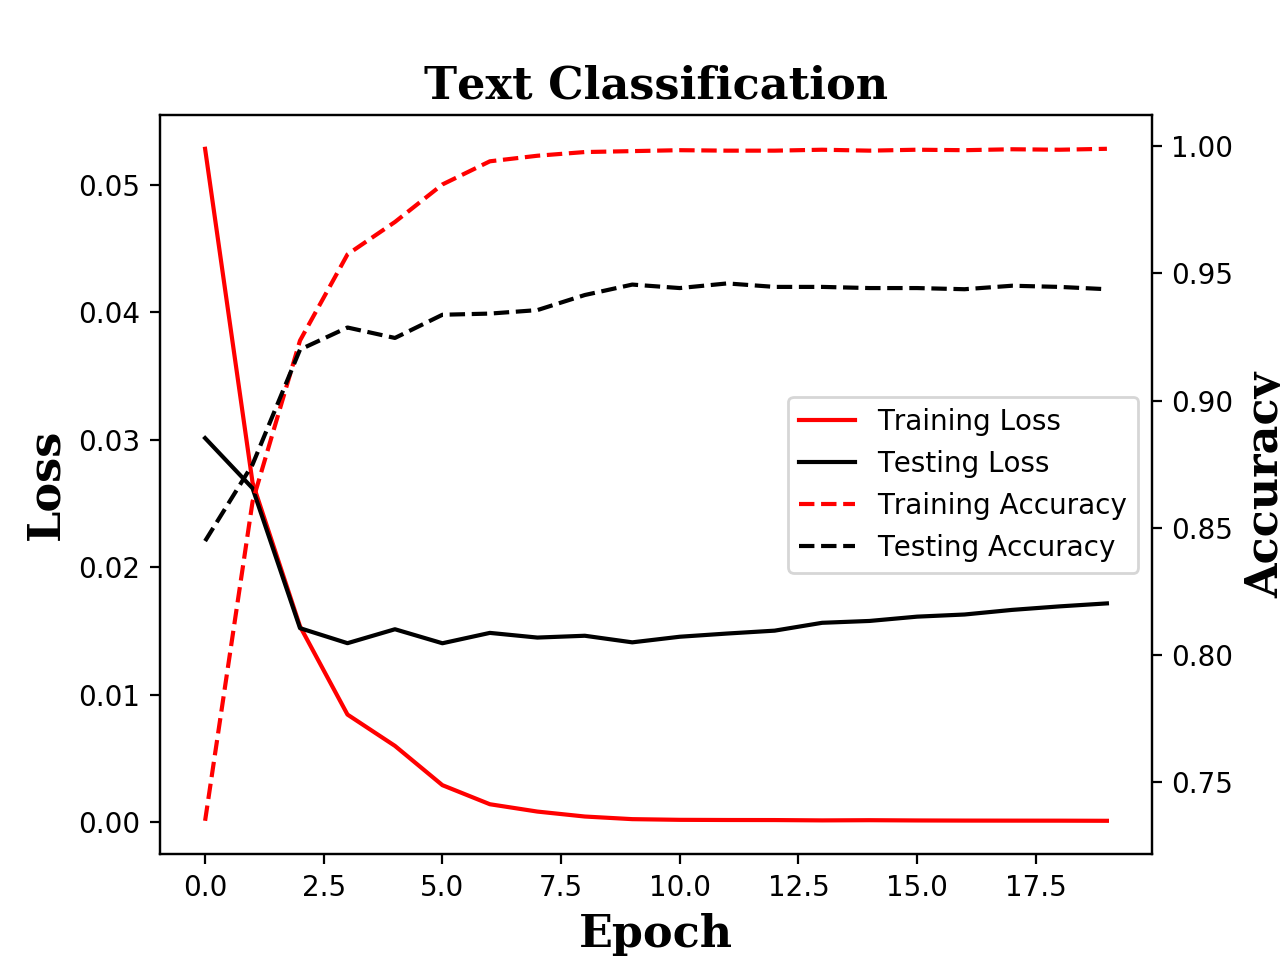 Text Classification
Loss
0.05
0.04
0.03
0.02
0.01
0.00
1.00
0.95
0.90
0.85
0.80
0.75
Accuracy
Training Loss
Testing Loss
Training Accuracy
Testing Accuracy
0.0 2.5 5.0 7.5 10.0 12.5 15.0 17.5
Epoch